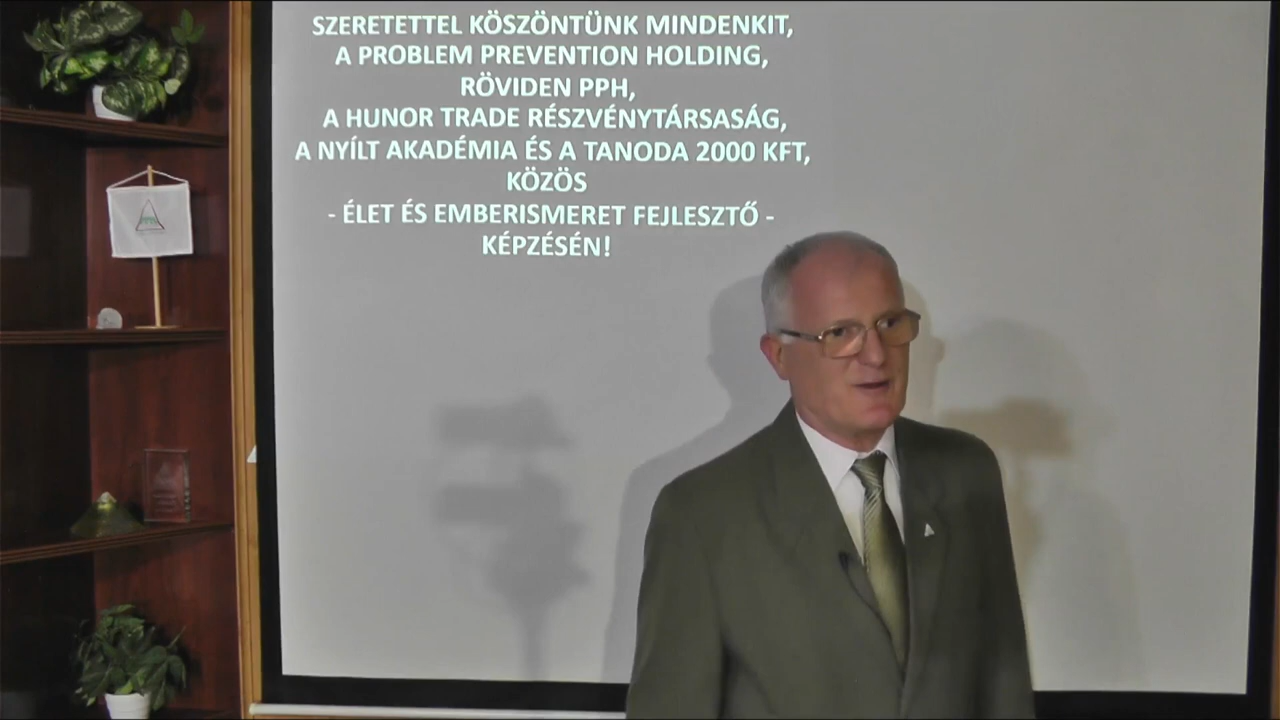 SZERETETTEL KÖSZÖNTÜNK MINDENKIT,
A PROBLEM PREVENTION HOLDING,
RÖVIDEN PPH,
A HUNOR TRADE RÉSZVÉNYTÁRSASÁG,
A NYÍLT AKADÉMIA ÉS A TANODA 2000 KFT,
KÖZÖS
- ÉLET ÉS EMBERISMERET FEJLESZTŐ -
KÉPZÉSÉN!